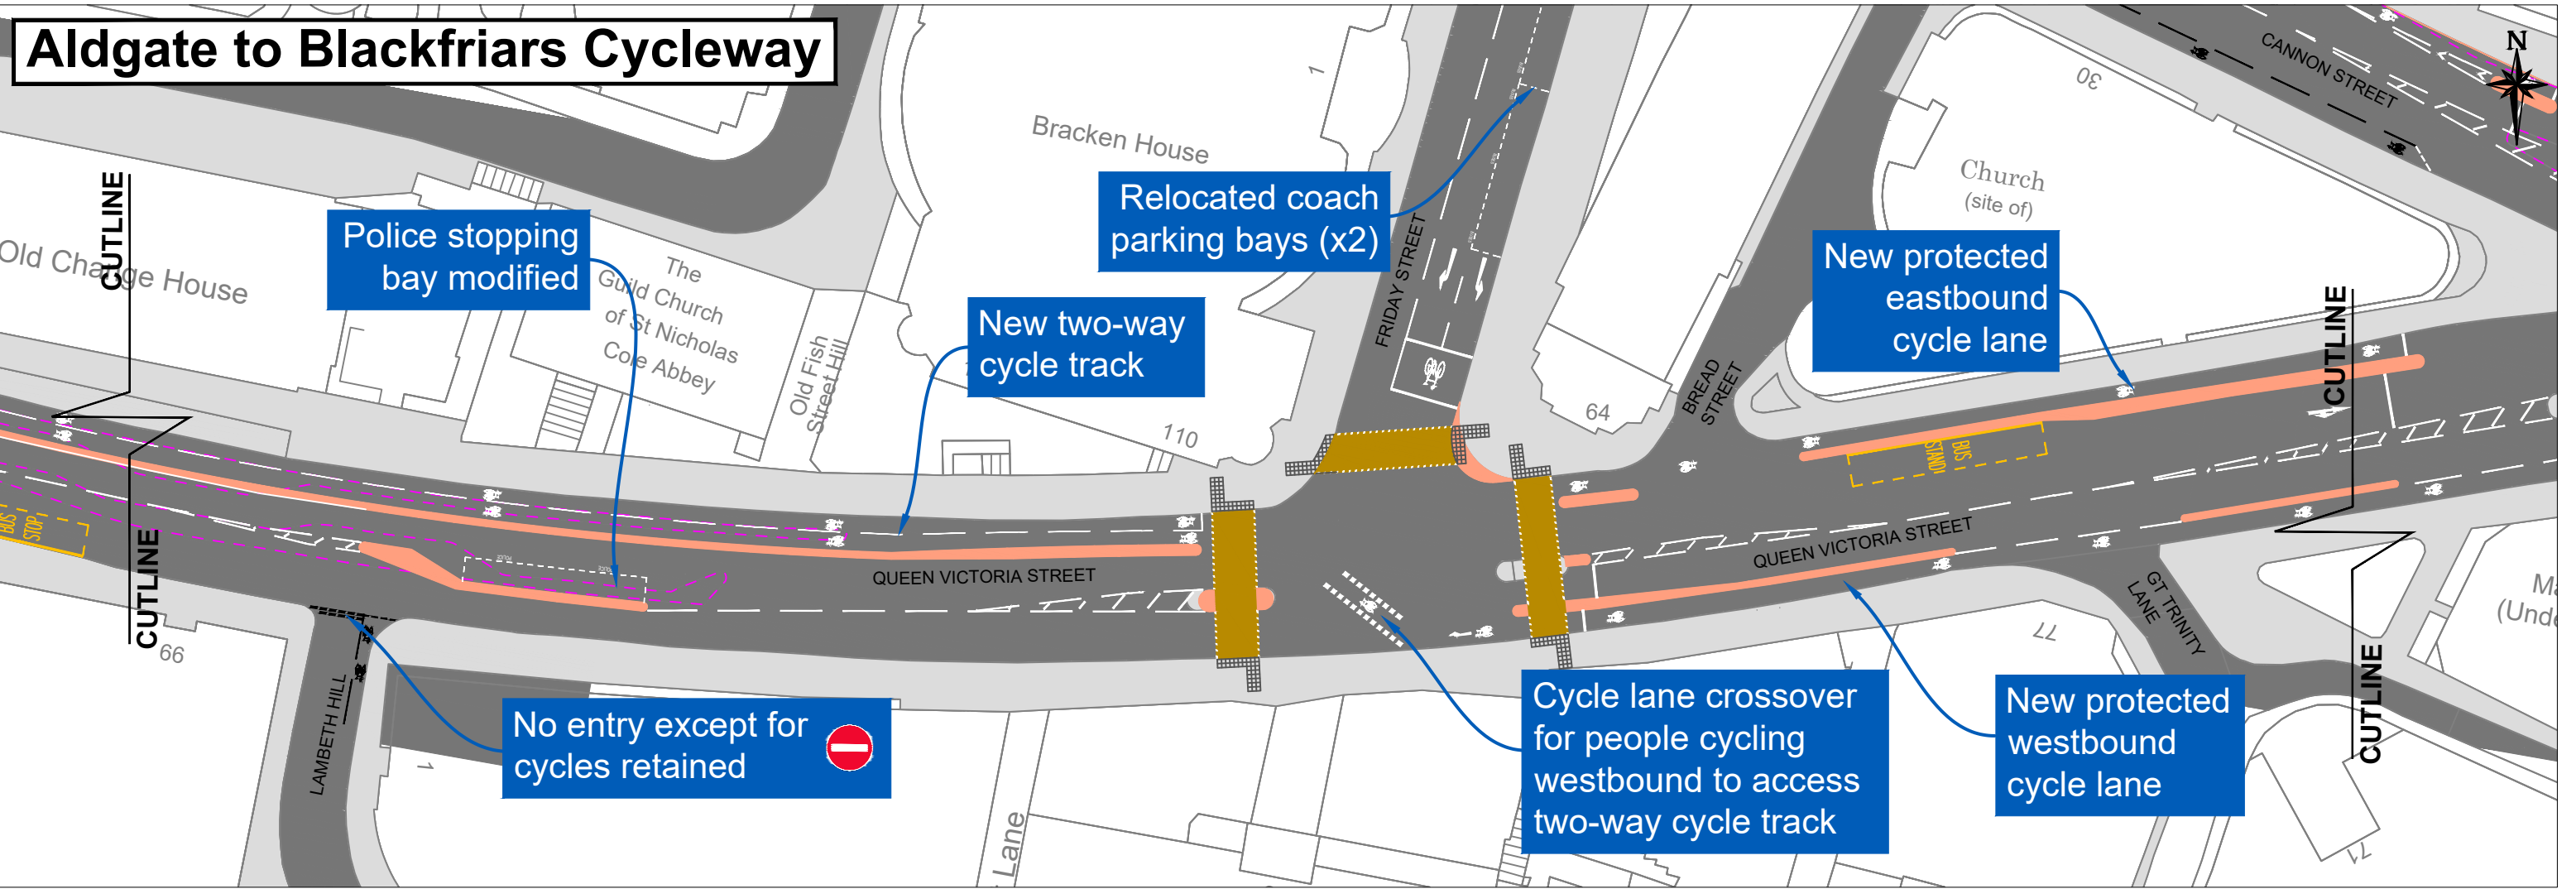 Aldgate to Blackfriars Cycleway
N
CANNON STREET
30
1
Bracken House
Church
(site of)
CUTLINE
Old Change House
Police stopping
bay modified
The
Guild Church
of St Nicholas
Cole Abbey
Old Fish
Street Hill
Relocated coach
parking bays (x2)
FRIDAY STREET
New two-way
cycle track
110
64
BREAD
STREET
New protected
eastbound
cycle lane
CUTLINE
BUS
STAND
BUS
STOP
CUTLINE
QUEEN VICTORIA STREET
QUEEN VICTORIA STREET
GT TRINITY
LANE
66
LAMBETH HILL
1
No entry except for
cycles retained
Lane
Cycle lane crossover
for people cycling
westbound to access
two-way cycle track
77
New protected
westbound
cycle lane
CUTLINE
71
(Unde